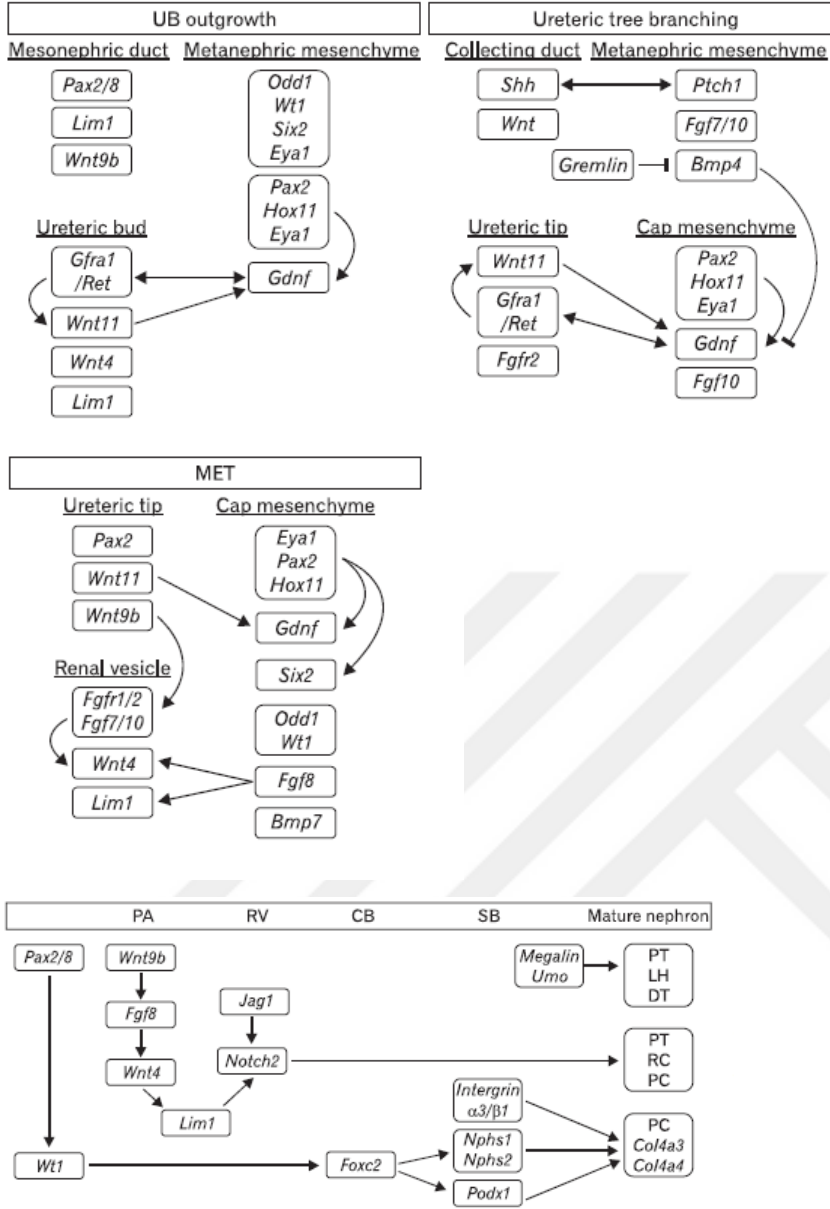 UB outgrowth
Mesonephric duct
Metanephric mesenchyme
Pax2/8
Lim1
Wnt9b
Odd1
Wt1
Six2
Eya1
Pax2
Hox11
Eya1
Gdnf
Ureteric bud
Gfra1
/Ret
Wnt11
Wnt4
Lim1
Ureteric tree branching
Collecting duct
Metanephric mesenchyme
Shh
Ptch1
Wnt
Fgf7/10
Gremlin
Bmp4
Ureteric tip
Cap mesenchyme
Wnt11
Gfra1
/Ret
Fgfr2
Pax2
Hox11
Eya1
Gdnf
Fgf10
MET
Ureteric tip
Cap mesenchyme
Pax2
Wnt11
Wnt9b
Eya1
Pax2
Hox11
Gdnf
Six2
Renal vesicle
Fgfr1/2
Fgf7/10
Wnt4
Lim1
Odd1
Wt1
Fgf8
Bmp7
PA RV CB SB Mature nephron
Pax2/8
Wnt9b
Fgf8
Wnt4
Lim1
Jag1
Notch2
Wt1
Foxc2
Megalin
Umo
PT
LH
DT
PT
RC
PC
Intergrin
α3/β1
Nphs1
Nphs2
Podx1
PC
Col4a3
Col4a4